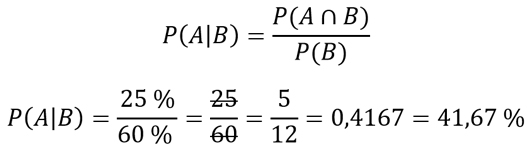 P(A|B) = P(A ∩ B) / P(B)
P(A|B) = 25 % / 60 % = 25 / 60 = 5 / 12 = 0,4167 = 41,67 %